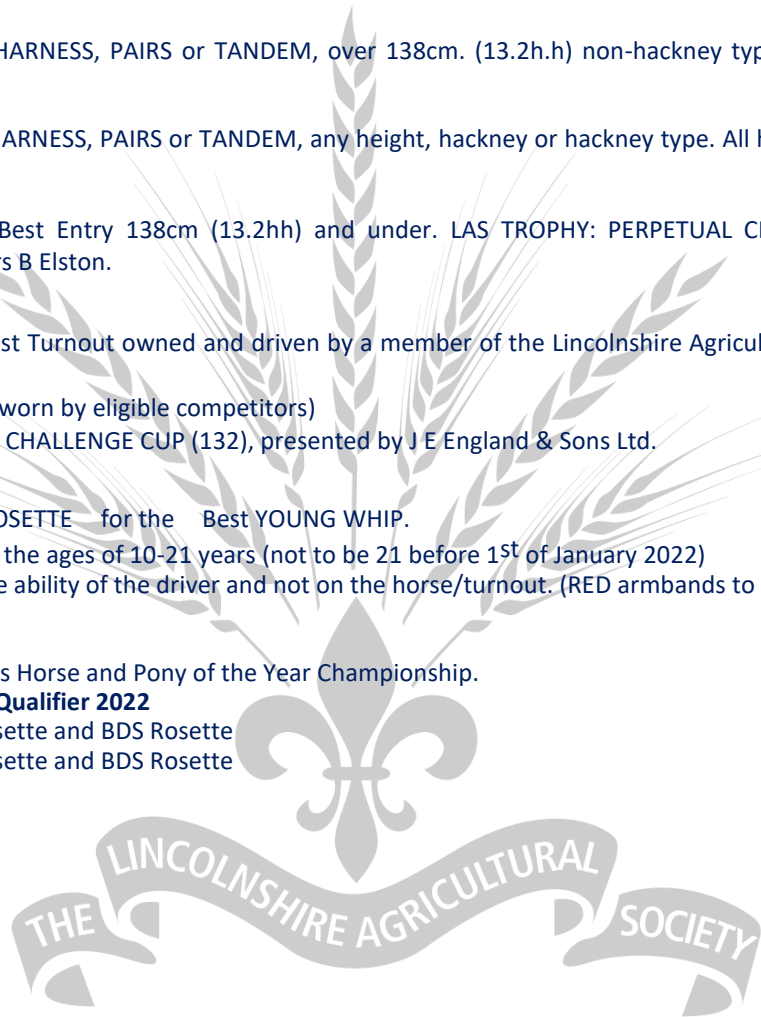 HARNESS, PAIRS or TANDEM, over 138cm. (13.2h.h) non-hackney typ
ARNESS, PAIRS or TANDEM, any height, hackney or hackney type. All h
Best Entry 138cm (13.2hh) and under. LAS TROPHY: PERPETUAL C
rs B Elston.
st Turnout owned and driven by a member of the Lincolnshire Agricul
worn by eligible competitors)
CHALLENGE CUP (132), presented by J E England & Sons Ltd.
OSETTE for the Best YOUNG WHIP.
the ages of 10-21 years (not to be 21 before 1st of January 2022)
e ability of the driver and not on the horse/turnout. (RED armbands to
s Horse and Pony of the Year Championship.
Qualifier 2022
sette and BDS Rosette
sette and BDS Rosette
THE LINCOLNSHIRE AGRICULTURAL SOCIETY